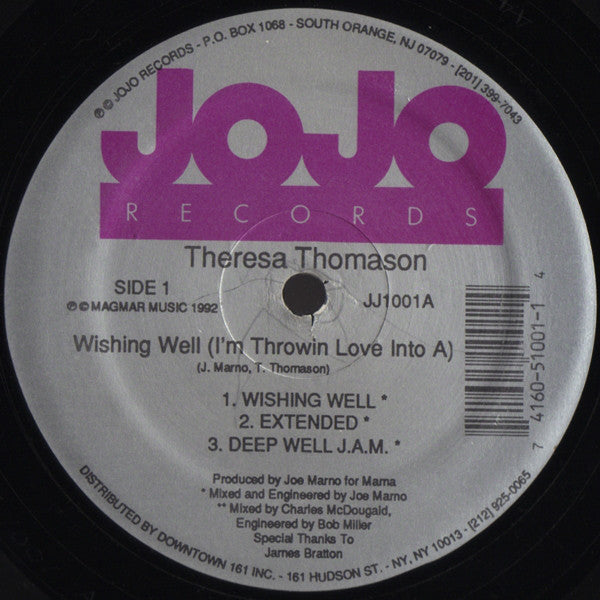 ℗ © JOJO RECORDS - P.O. BOX 1068 - SOUTH ORANGE, NJ 07079 - [201] 399-7043
JOJO
RECORDS
Theresa Thomason
SIDE 1
JJ1001A
℗ © MAGMAR MUSIC 1992
Wishing Well (I'm Throwin Love Into A)
(J. Marno, T. Thomason)
1. WISHING WELL *
2. EXTENDED *
3. DEEP WELL J.A.M. *
7 4160-51001-1 4
Produced by Joe Marno for Mama
* Mixed and Engineered by Joe Marno
** Mixed by Charles McDougald,
Engineered by Bob Miller
Special Thanks To
James Bratton
DISTRIBUTED BY DOWNTOWN 161 INC. - 161 HUDSON ST. - NY, NY 10013 - [212] 925-0065